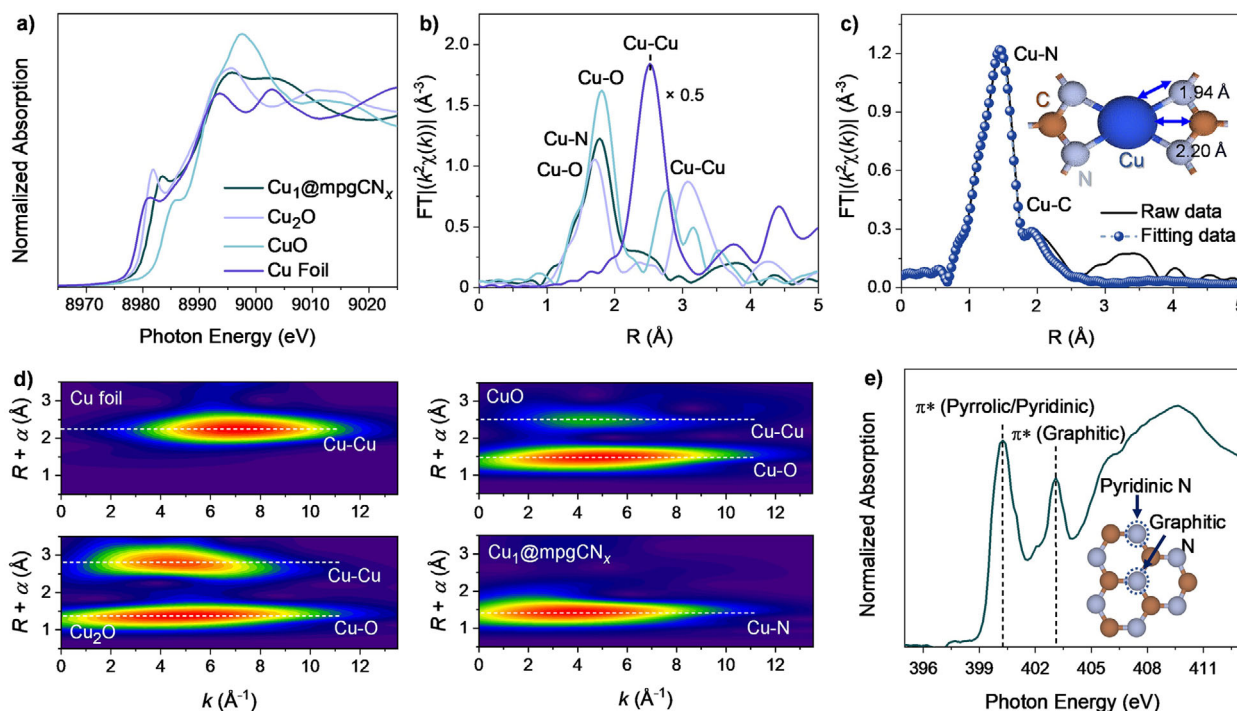 a)
Normalized Absorption
Cu₁@mpgCNₓ
Cu₂O
CuO
Cu Foil
8970 8980 8990 9000 9010 9020
Photon Energy (eV)
b)
FT|(k²χ(k))| (Å⁻³)
2.0
1.5
1.0
0.5
0.0
Cu–Cu
× 0.5
Cu–O
Cu–N
Cu–O
Cu–Cu
0 1 2 3 4 5
R (Å)
c)
FT|(k²χ(k))| (Å⁻³)
1.2
0.9
0.6
0.3
0.0
Cu–N
1.94 Å
C
Cu
2.20 Å
N
Cu–C
Raw data
Fitting data
0 1 2 3 4 5
R (Å)
d)
R + α (Å)
3
2
1
Cu foil
Cu–Cu
0 2 4 6 8 10 12
CuO
R + α (Å)
3
2
1
Cu–Cu
Cu–O
0 2 4 6 8 10 12
R + α (Å)
3
2
1
Cu–Cu
Cu₂O
Cu–O
0 2 4 6 8 10 12
k (Å⁻¹)
R + α (Å)
3
2
1
Cu₁@mpgCNₓ
Cu–N
0 2 4 6 8 10 12
k (Å⁻¹)
e)
Normalized Absorption
π* (Pyrrolic/Pyridinic)
π* (Graphitic)
Pyridinic N
Graphitic
N
396 399 402 405 408 411
Photon Energy (eV)